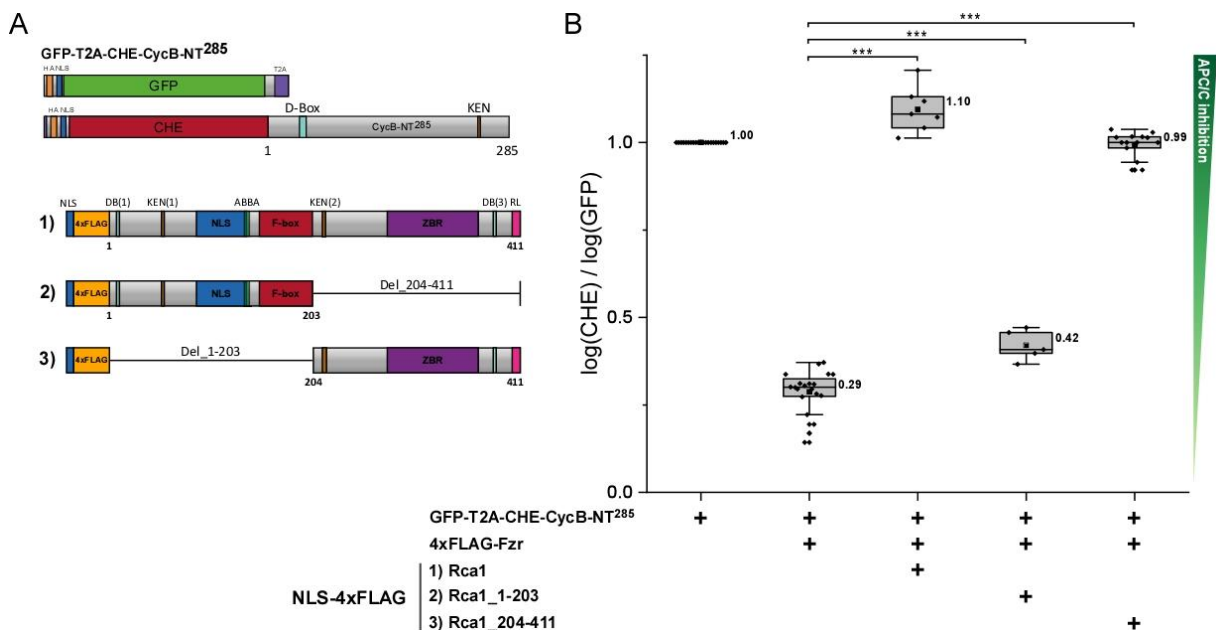 A
GFP-T2A-CHE-CycB-NT285
HA NLS T2A
GFP
HA NLS D-Box KEN
CHE CycB-NT285
1 285
NLS DB(1) KEN(1) ABBA KEN(2) DB(3) RL
1) 4xFLAG NLS F-box ZBR
1 411
Del_204-411
2) 4xFLAG NLS F-box
1 203
Del_1-203
3) 4xFLAG ZBR
204 411
B
***
***
***
1.10
1.00
0.99
0.42
0.29
1.0
0.5
0.0
log(CHE) / log(GFP)
APC/C inhibition
GFP-T2A-CHE-CycB-NT285 + + + + +
4xFLAG-Fzr + + + +
NLS-4xFLAG
1) Rca1 +
2) Rca1_1-203 +
3) Rca1_204-411 +